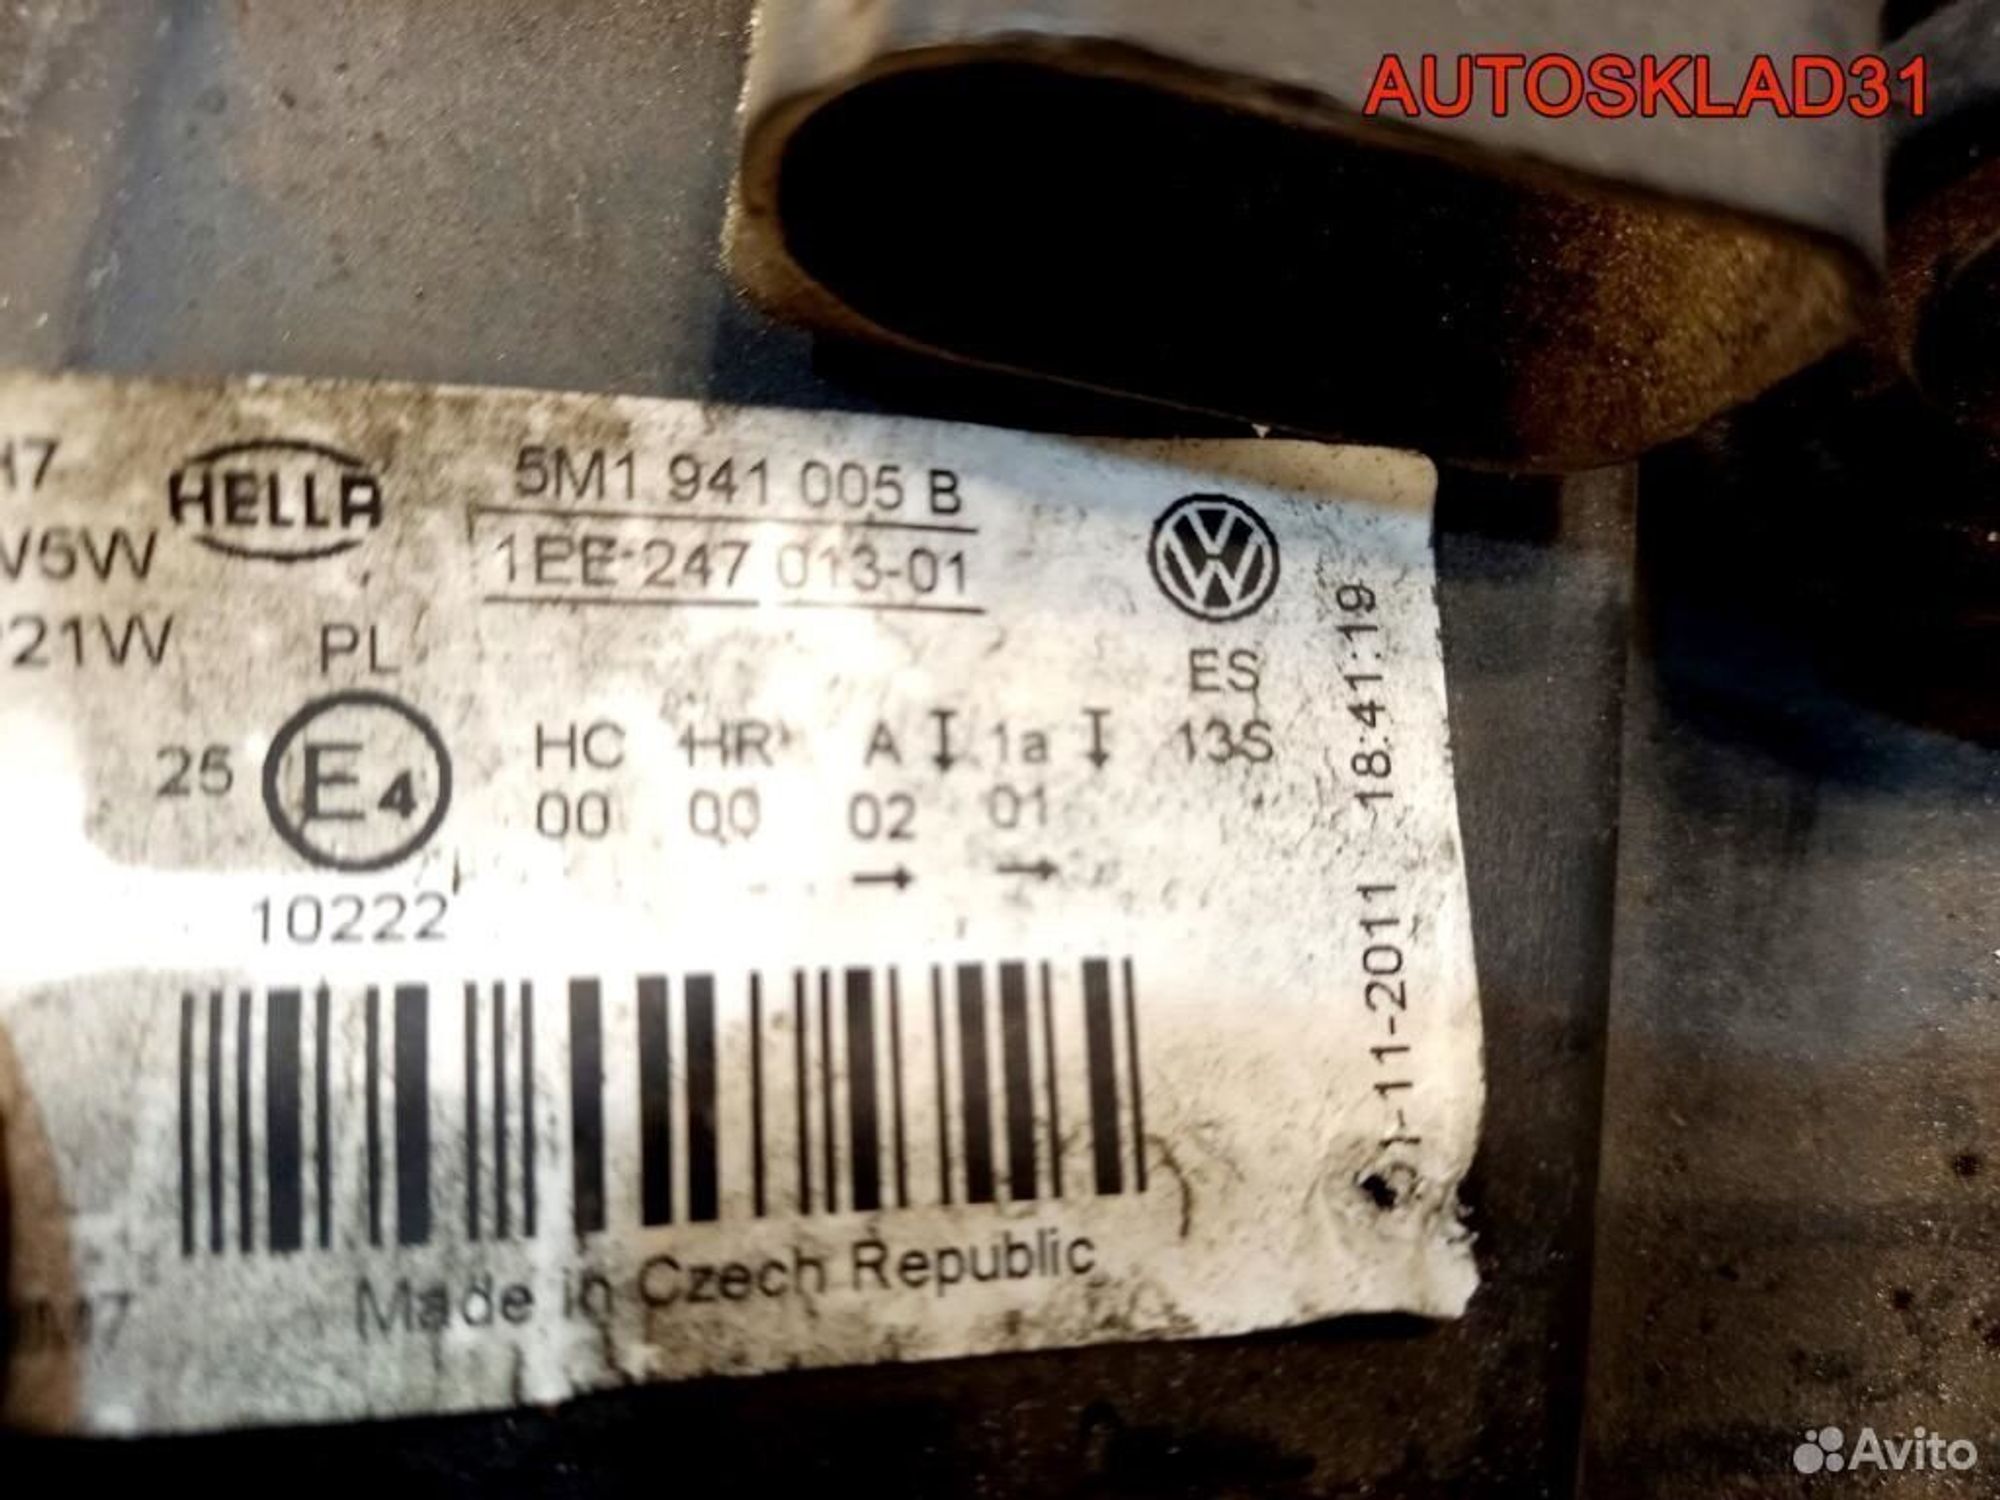 AUTOSKLAD31
H7
HELLA
5M1 941 005 B
W5W
1EE 247 013-01
21W
PL
ES
25
E4
HC HR A 1a 13S
00 00 02 01
10222
11-2011 18:41:19
Made in Czech Republic
Avito